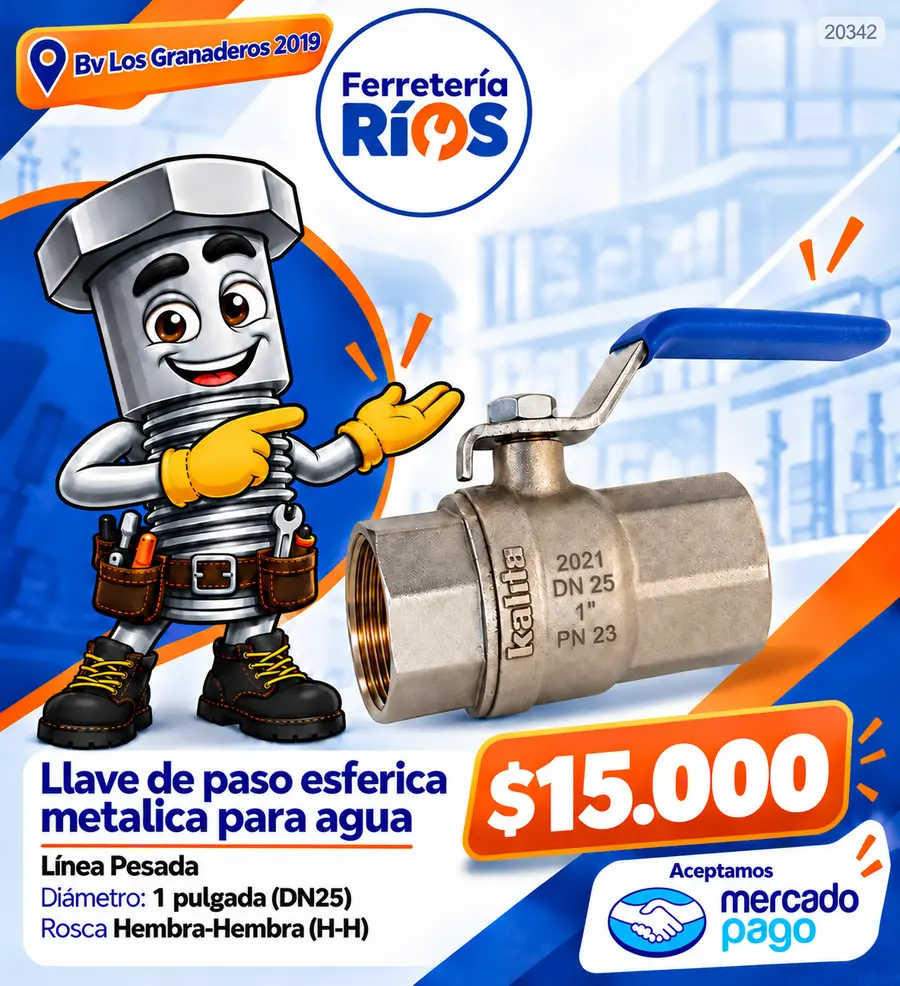 Bv Los Granaderos 2019
Ferretería
Ríos
20342
kalhta
2021
DN 25
1"
PN 23
Llave de paso esferica
metalica para agua
Línea Pesada
Diámetro: 1 pulgada (DN25)
Rosca Hembra-Hembra (H-H)
$15.000
Aceptamos
mercado
pago